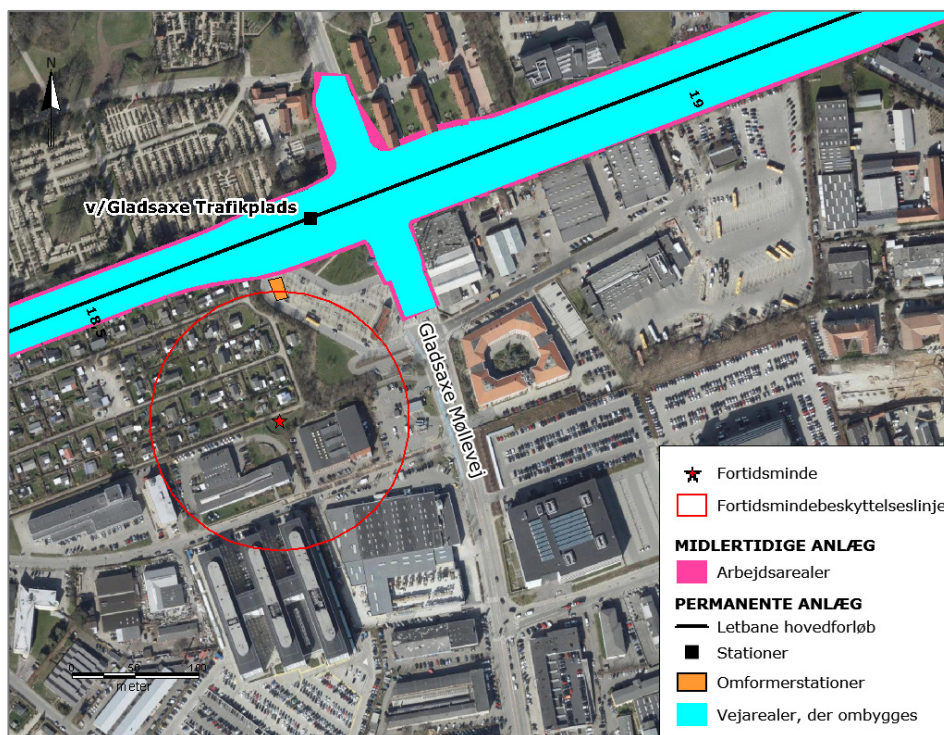 N
19
v/Gladsaxe Trafikplads
18.5
Gladsaxe Møllevej
Fortidsminde
Fortidsmindebeskyttelseslinje
MIDLERTIDIGE ANLÆG
Arbejdsarealer
PERMANENTE ANLÆG
Letbane hovedforløb
Stationer
Omformerstationer
Vejarealer, der ombygges
0 50 100
meter